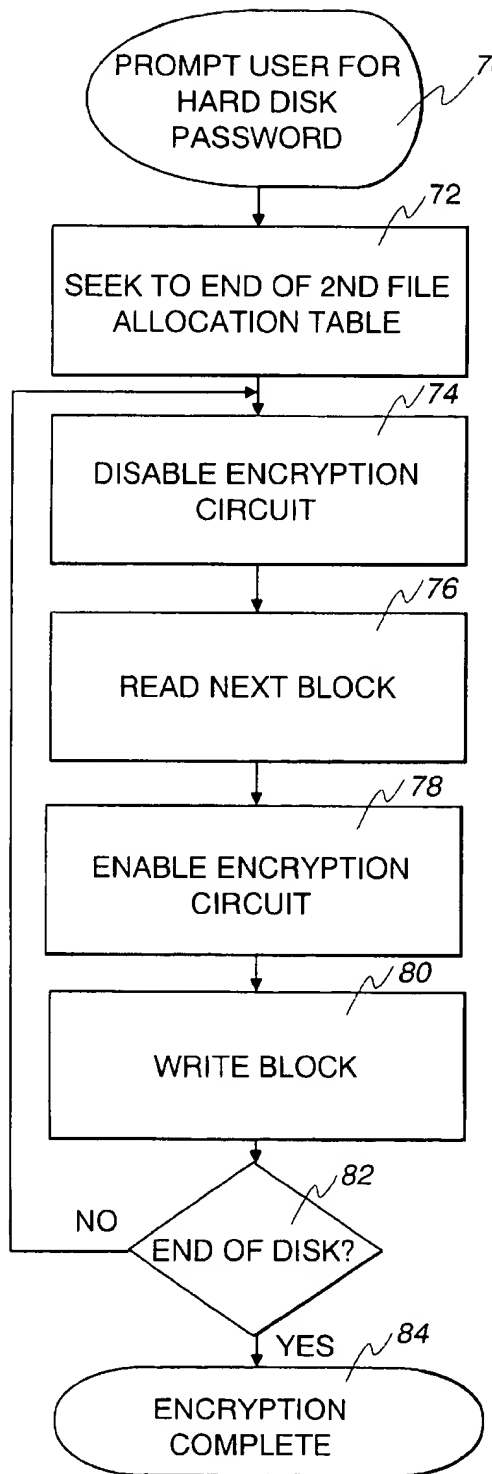 PROMPT USER FOR
HARD DISK
PASSWORD
72
SEEK TO END OF 2ND FILE
ALLOCATION TABLE
74
DISABLE ENCRYPTION
CIRCUIT
76
READ NEXT BLOCK
78
ENABLE ENCRYPTION
CIRCUIT
80
WRITE BLOCK
82
NO
END OF DISK?
YES
84
ENCRYPTION
COMPLETE